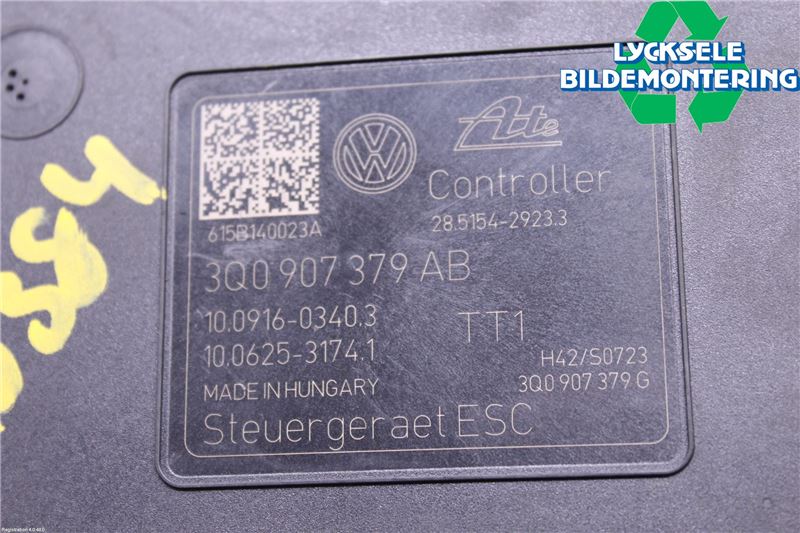 LYCKSELE
BILDEMONTERING
Ate
Controller
28.5154-2923.3
615B140023A
3Q0 907 379 AB
10.0916-0340.3
TT1
10.0625-3174.1
H42/S0723
MADE IN HUNGARY
3Q0 907 379 G
Steuergeraet ESC